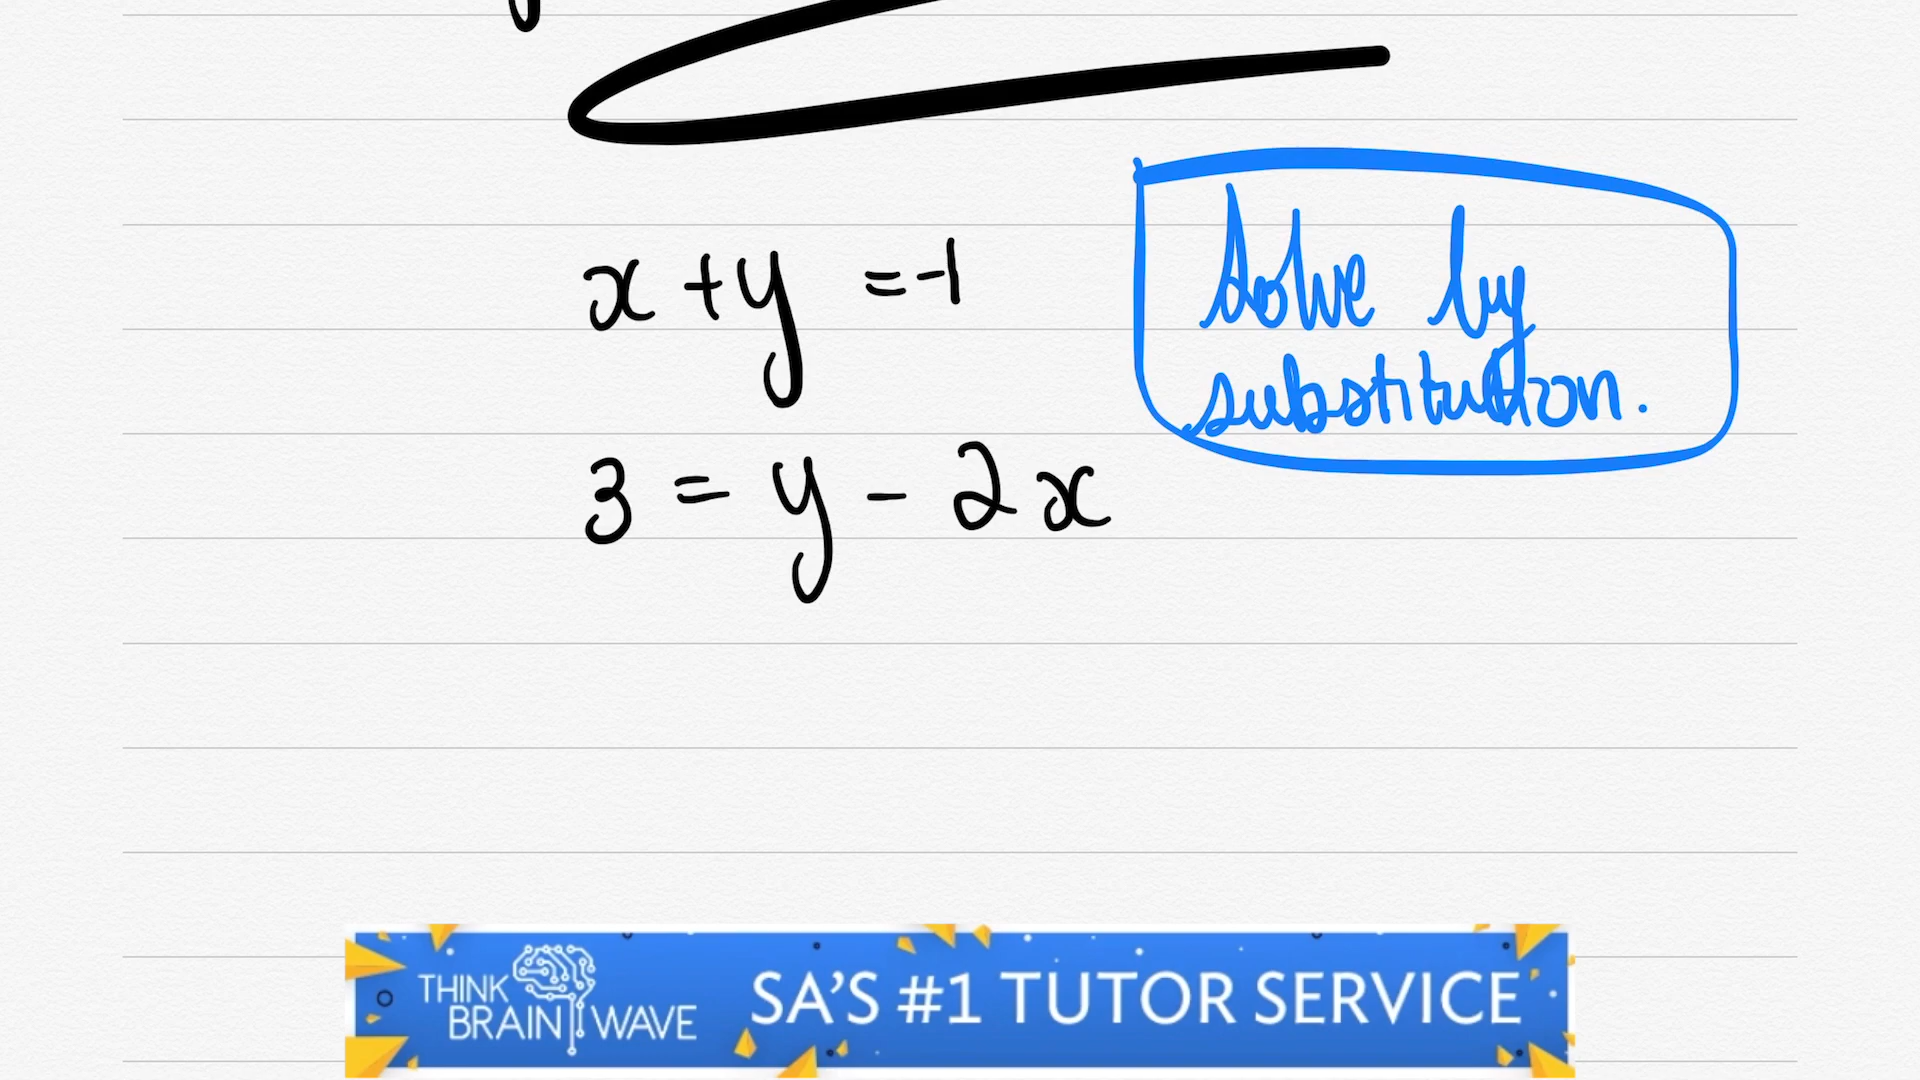 x + y = -1
3 = y - 2x
Solve by
substitution.
THINK
BRAIN WAVE
SA'S #1 TUTOR SERVICE